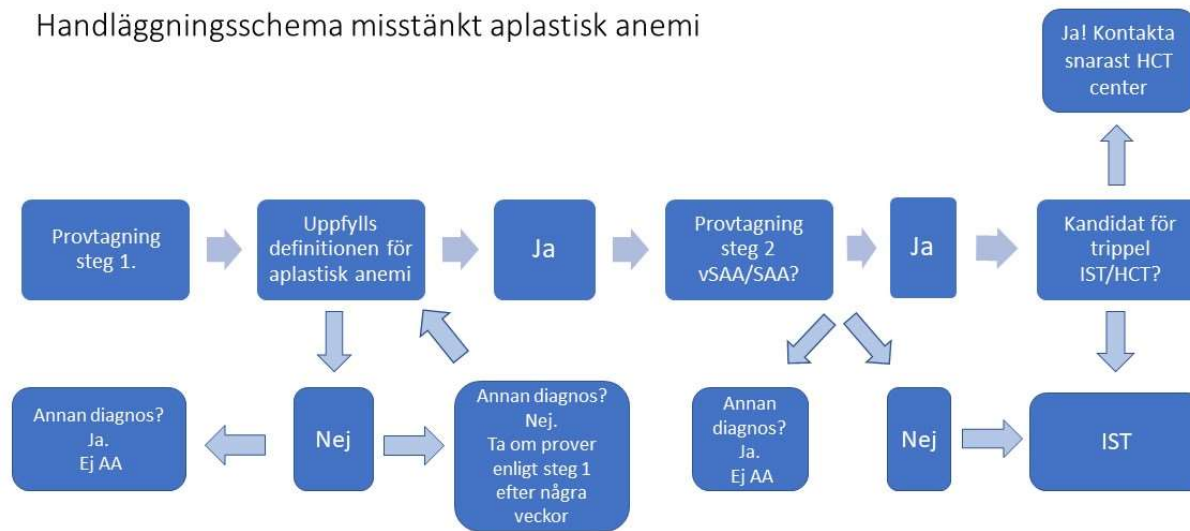 Handläggningsschema misstänkt aplastisk anemi
Ja! Kontakta
snarast HCT
center
Provtagning
steg 1.
Uppfylls
definitionen för
aplastisk anemi
Ja
Provtagning
steg 2
vSAA/SAA?
Ja
Kandidat för
trippel
IST/HCT?
Annan diagnos?
Ja.
Ej AA
Nej
Annan diagnos?
Nej.
Ta om prover
enligt steg 1
efter några
veckor
Annan
diagnos?
Ja.
Ej AA
Nej
IST